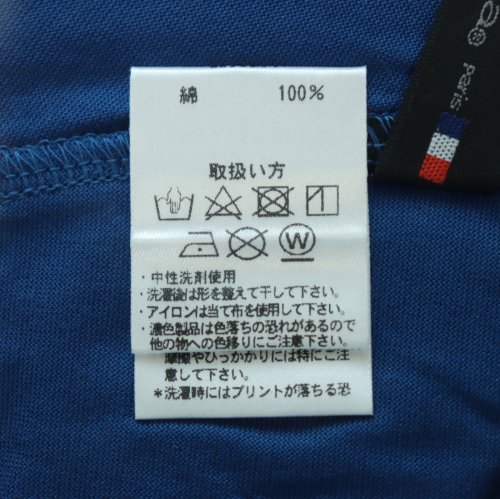 Paris
綿 100%
取扱い方
W
・中性洗剤使用
・洗濯後は形を整えて干して下さい。
・アイロンは当て布を使用して下さい。
・濃色製品は色落ちの恐れがあるので
他の物への色移りにご注意下さい。
摩擦やひっかかりには特にご注
意して下さい。
*洗濯時にはプリントが落ちる恐